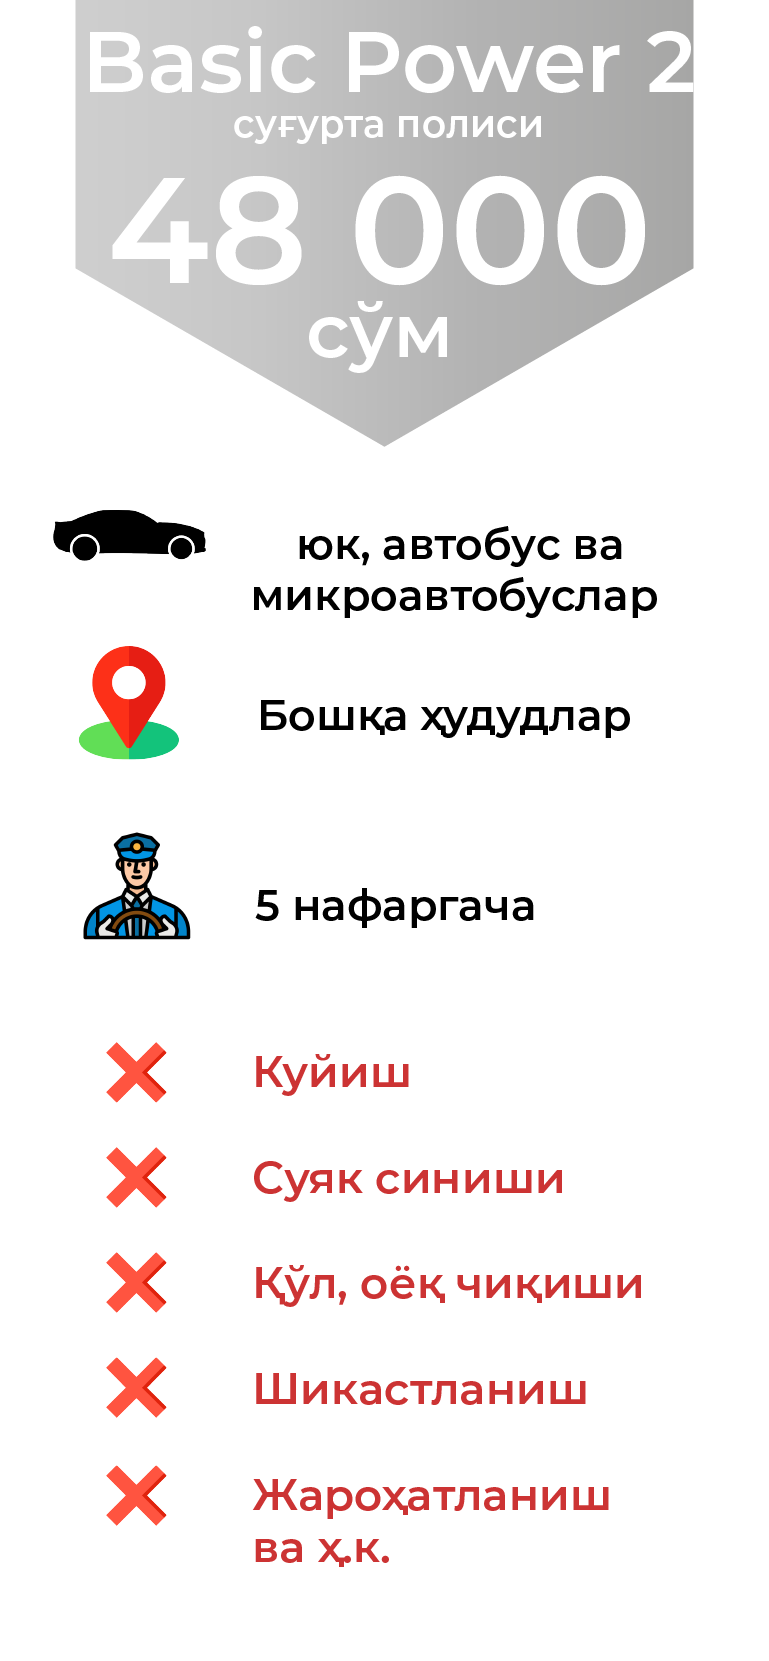 Basic Power 2
суғурта полиси
48 000
сўм
юк, автобус ва
микроавтобуслар
Бошқа ҳудудлар
5 нафаргача
Куйиш
Суяк синиши
Қўл, оёқ чиқиши
Шикастланиш
Жароҳатланиш
ва ҳ.к.